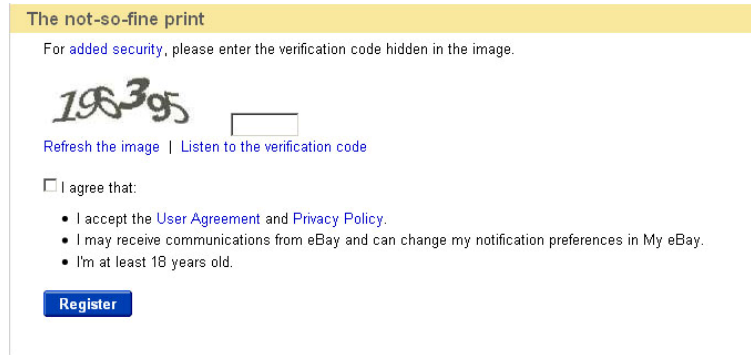 The not-so-fine print
For added security, please enter the verification code hidden in the image.
196395
Refresh the image | Listen to the verification code
I agree that:
• I accept the User Agreement and Privacy Policy.
• I may receive communications from eBay and can change my notification preferences in My eBay.
• I'm at least 18 years old.
Register